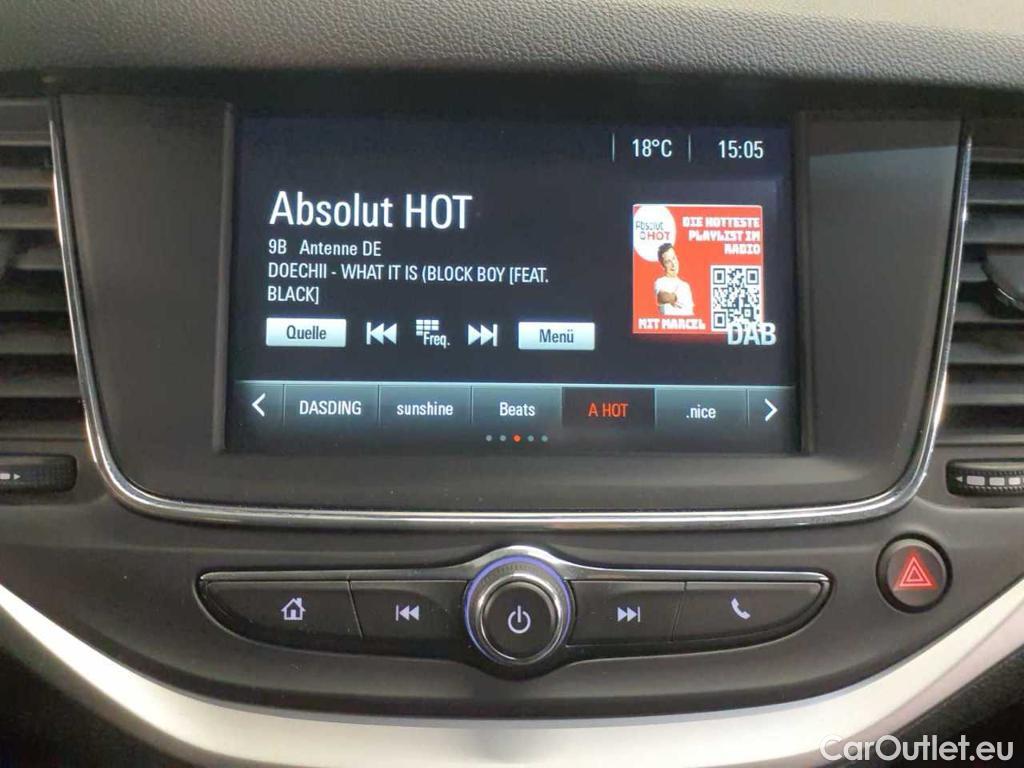 18°C 15:05
Absolut HOT
9B Antenne DE
DOECHII - WHAT IT IS (BLOCK BOY [FEAT.
BLACK]
Absolut
HOT
DIE HOTTESTE
PLAYLIST IM
RADIO
MIT MARCEL
DAB
Quelle Freq. Menü
DASDING sunshine Beats A HOT .nice
CarOutlet.eu